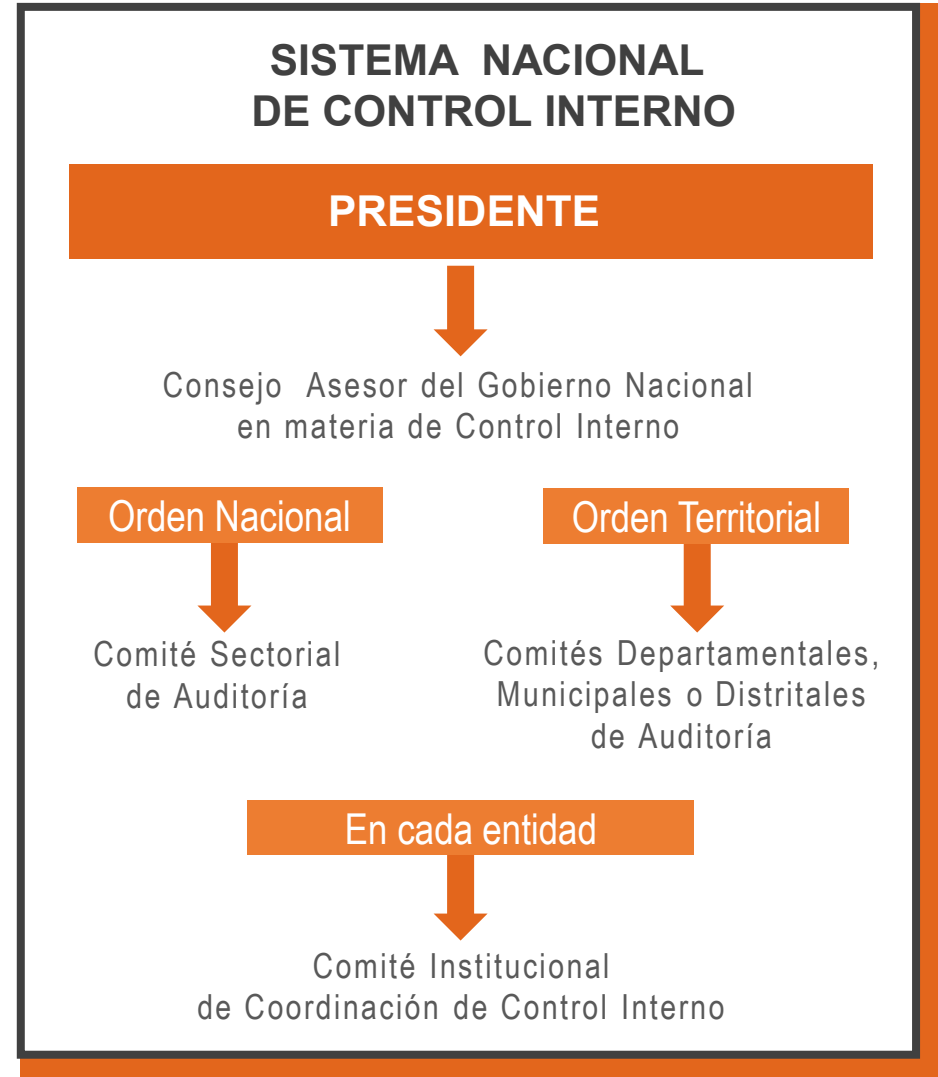 SISTEMA NACIONAL
DE CONTROL INTERNO
PRESIDENTE
Consejo Asesor del Gobierno Nacional
en materia de Control Interno
Orden Nacional
Comité Sectorial
de Auditoría
Orden Territorial
Comités Departamentales,
Municipales o Distritales
de Auditoría
En cada entidad
Comité Institucional
de Coordinación de Control Interno